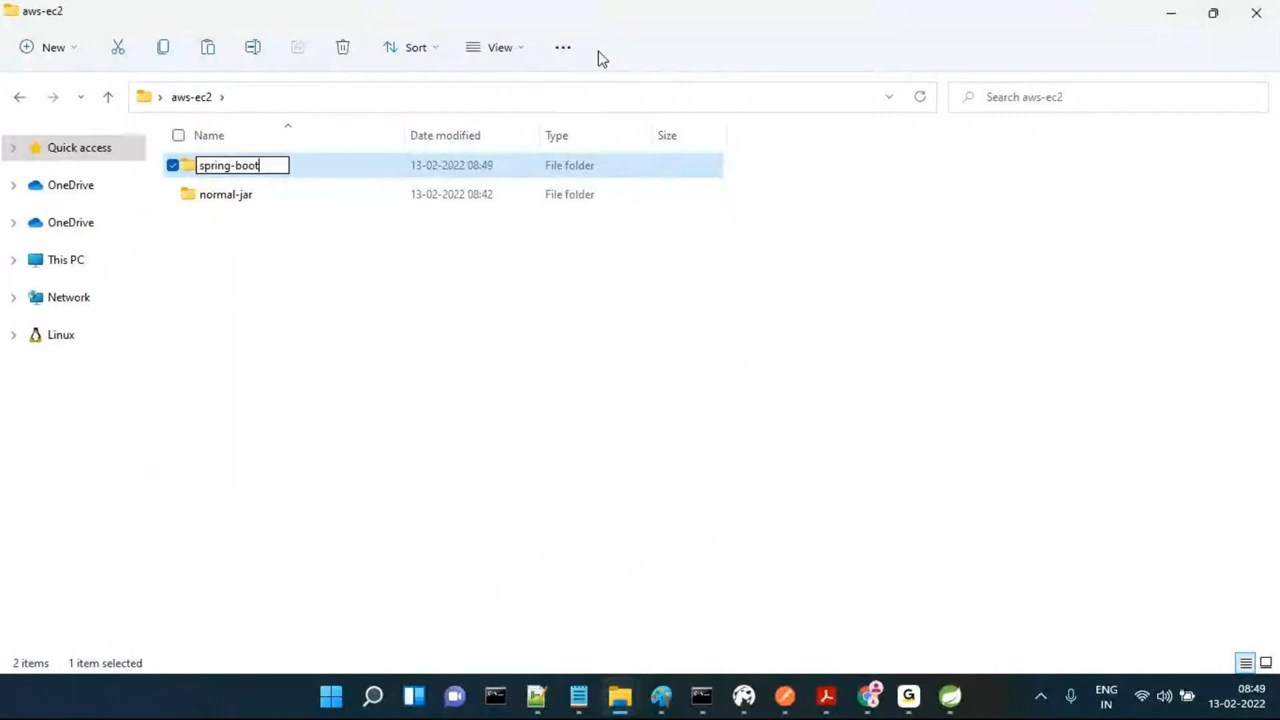 aws-ec2
New Sort View
aws-ec2 Search aws-ec2
Name Date modified Type Size
Quick access
spring-boot 13-02-2022 08:49 File folder
OneDrive
normal-jar 13-02-2022 08:42 File folder
OneDrive
This PC
Network
Linux
2 items 1 item selected
ENG 08:49
IN 13-02-2022
G